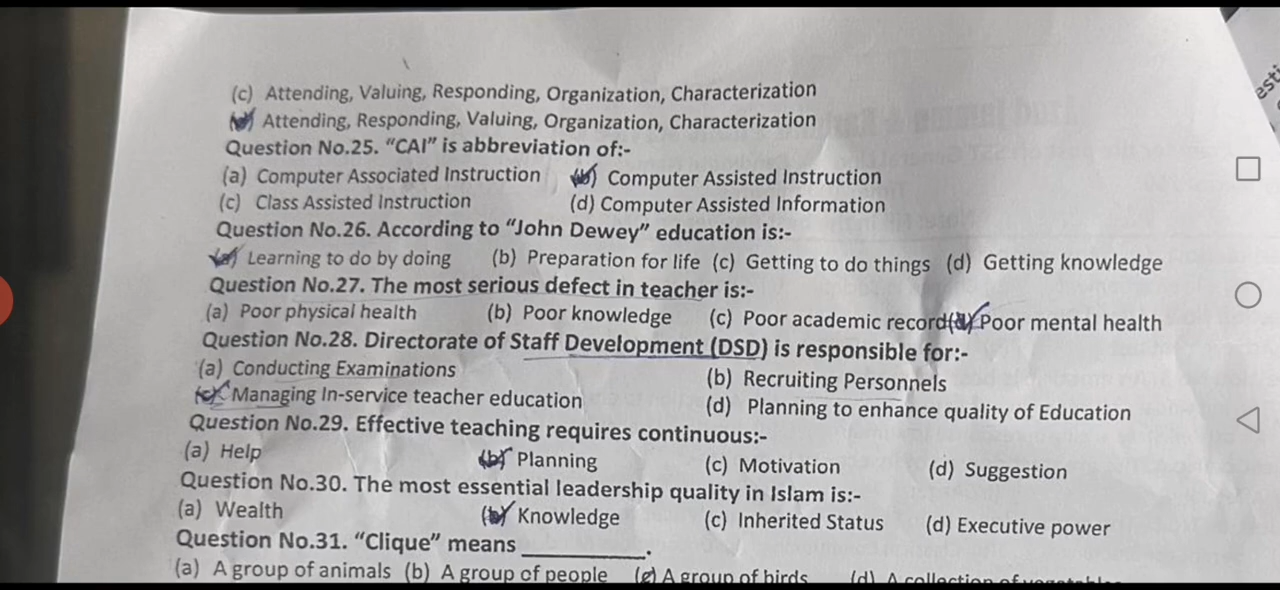 (c) Attending, Valuing, Responding, Organization, Characterization
Attending, Responding, Valuing, Organization, Characterization
Question No.25. “CAI” is abbreviation of:-
(a) Computer Associated Instruction (b) Computer Assisted Instruction
(c) Class Assisted Instruction (d) Computer Assisted Information
Question No.26. According to “John Dewey” education is:-
(a) Learning to do by doing (b) Preparation for life (c) Getting to do things (d) Getting knowledge
Question No.27. The most serious defect in teacher is:-
(a) Poor physical health (b) Poor knowledge (c) Poor academic record (d) Poor mental health
Question No.28. Directorate of Staff Development (DSD) is responsible for:-
(a) Conducting Examinations (b) Recruiting Personnels
(c) Managing In-service teacher education (d) Planning to enhance quality of Education
Question No.29. Effective teaching requires continuous:-
(a) Help (b) Planning (c) Motivation (d) Suggestion
Question No.30. The most essential leadership quality in Islam is:-
(a) Wealth (b) Knowledge (c) Inherited Status (d) Executive power
Question No.31. “Clique” means ________.
(a) A group of animals (b) A group of people (c) A group of birds (d) A collection of vegetables
esti